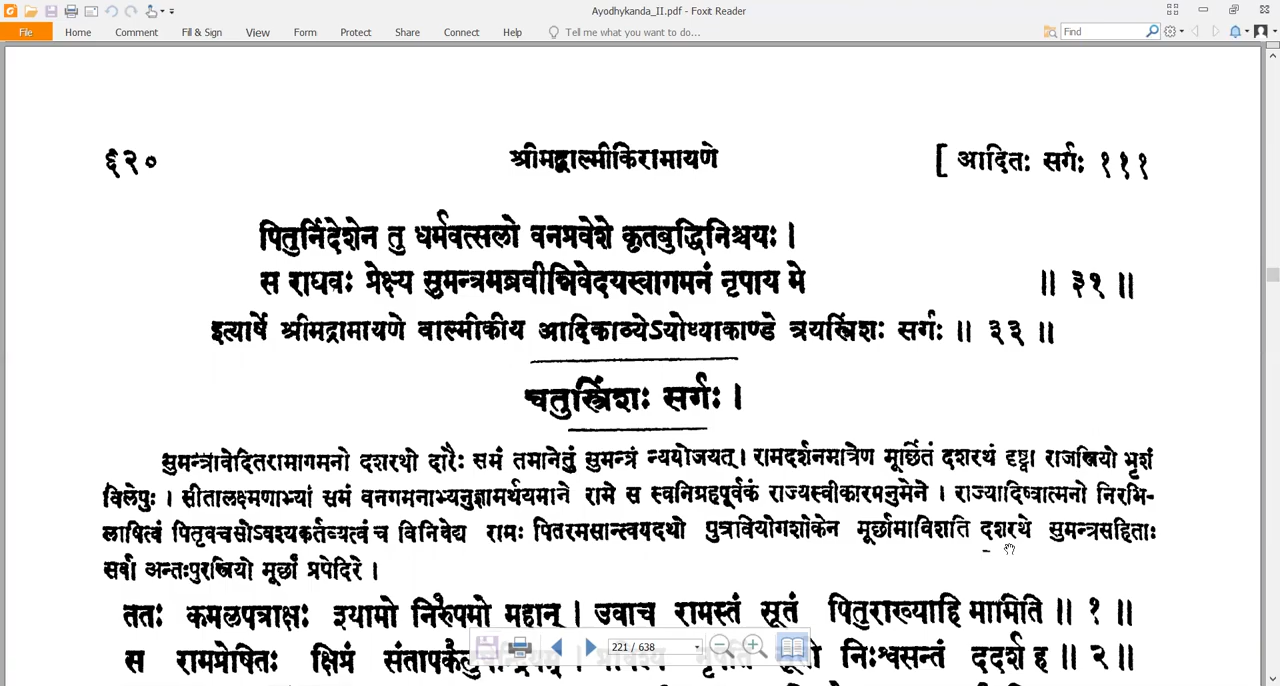 Ayodhykanda_II.pdf - Foxit Reader
File Home Comment Fill & Sign View Form Protect Share Connect Help Tell me what you want to do... Find
६२० श्रीमद्वाल्मीकिरामायणे [ आदितः सर्गः १११
पितुर्निदेशेन तु धर्मवत्सलो वनप्रवेशे कृतबुद्धिनिश्चयः ।
स राघवः प्रेक्ष्य सुमन्त्रमब्रवीन्निवेदयस्वागमनं नृपाय मे ॥ ३१ ॥
इत्यार्षे श्रीमद्रामायणे वाल्मीकीय आदिकाव्येऽयोध्याकाण्डे त्रयस्त्रिंशः सर्गः ॥ ३३ ॥
चतुस्त्रिंशः सर्गः ।
सुमन्त्रावेदितरामागमनो दशरथो दारैः समं तमानेतुं सुमन्त्रं न्ययोजयत् । रामदर्शनमात्रेण मूर्छितं दशरथं दृष्ट्वा राजस्त्रियो भृशं
विलेपुः । सीतालक्ष्मणाभ्यां समं वनगमनाभ्यनुज्ञामर्थयमाने रामे स स्वनिग्रहपूर्वकं राज्यस्वीकारमनुमेने । राज्यादिष्वात्मनो निरभि-
लाषित्वं पितृवचसोऽवश्यकर्तव्यत्वं च विनिवेद्य रामः पितरमसान्त्वयदथो पुत्रवियोगशोकेन मूर्छामाविशति दशरथे सुमन्त्रसहिताः
सर्वा अन्तःपुरस्त्रियो मूर्छां प्रपेदिरे ।
ततः कमलपत्राक्षः श्यामो निरुपमो महान् । उवाच रामस्तं सूतं पितुराख्याहि मामिति ॥ १ ॥
221 / 638
स रामप्रेषितः क्षिप्रं निःश्वसन्तं ददर्श ह ॥ २ ॥